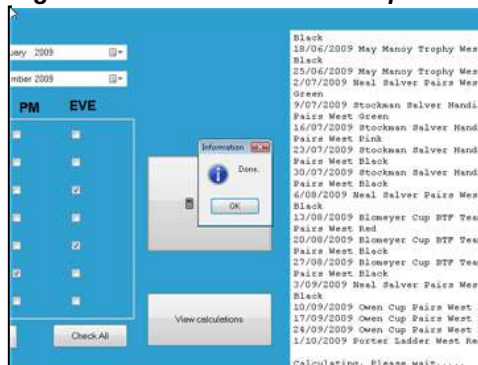 uary 2009
mber 2009
PM EVE
Check All
Information
Done.
OK
View calculations
Black
18/06/2009 May Manoy Trophy Wes
Black
25/06/2009 May Manoy Trophy Wes
2/07/2009 Neal Salver Pairs Wes
Green
9/07/2009 Stockman Salver Handi
Pairs West Green
16/07/2009 Stockman Salver Hand
Pairs West Pink
23/07/2009 Stockman Salver Hand
Pairs West Black
30/07/2009 Stockman Salver Hand
Pairs West Black
6/08/2009 Neal Salver Pairs Wes
Black
13/08/2009 Blomeyer Cup BTF Tea
Pairs West Red
20/08/2009 Blomeyer Cup BTF Tea
Pairs West Black
27/08/2009 Blomeyer Cup BTF Tea
Pairs West Black
3/09/2009 Neal Salver Pairs Wes
Black
10/09/2009 Owen Cup Pairs West
17/09/2009 Owen Cup Pairs West
24/09/2009 Owen Cup Pairs West
1/10/2009 Porter Ladder West Re
Calculating. Please wait.....